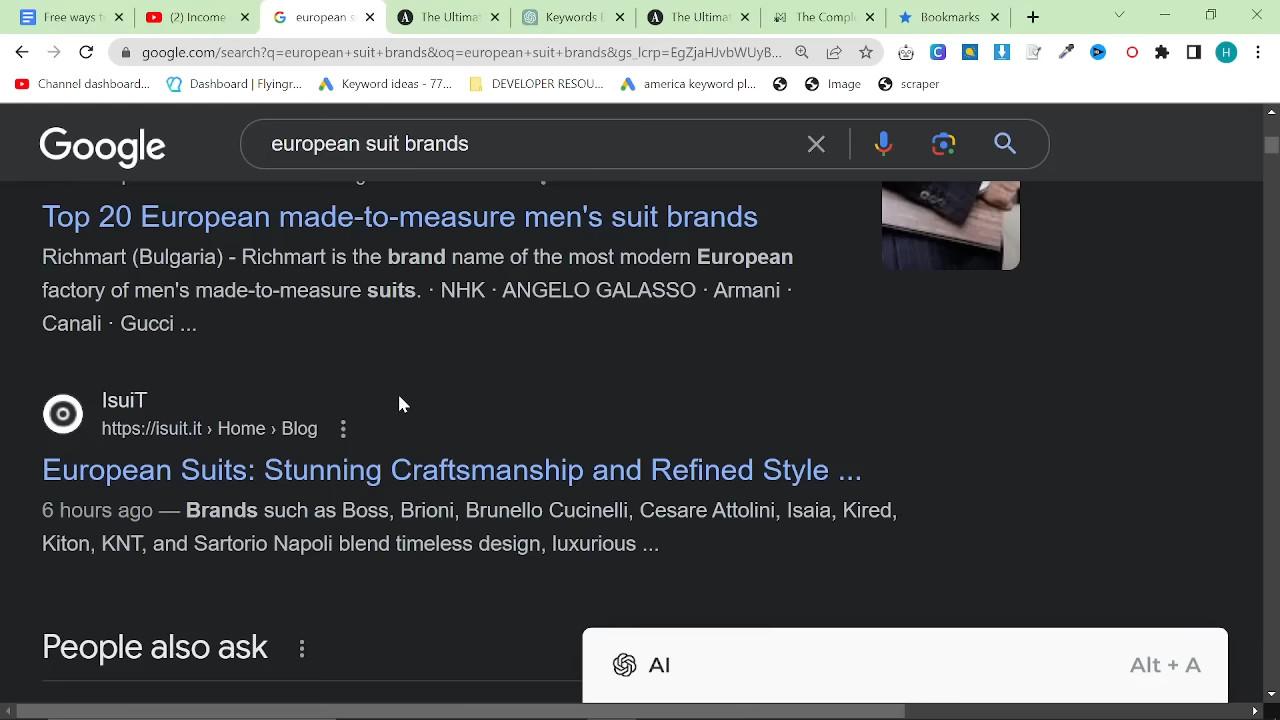 Free ways t
(2) Income
european s
The Ultimat
Keywords E
The Ultimat
The Comple
Bookmarks
google.com/search?q=european+suit+brands&oq=european+suit+brands&gs_lcrp=EgZjaHJvbWUyB...
H
Channel dashboard...
Dashboard | Flyingr...
Keyword ideas - 77...
DEVELOPER RESOU...
america keyword pl...
Image
scraper
Google
european suit brands
Top 20 European made-to-measure men's suit brands
Richmart (Bulgaria) - Richmart is the brand name of the most modern European
factory of men's made-to-measure suits. · NHK · ANGELO GALASSO · Armani ·
Canali · Gucci ...
IsuiT
https://isuit.it › Home › Blog
European Suits: Stunning Craftsmanship and Refined Style ...
6 hours ago — Brands such as Boss, Brioni, Brunello Cucinelli, Cesare Attolini, Isaia, Kired,
Kiton, KNT, and Sartorio Napoli blend timeless design, luxurious ...
People also ask
AI
Alt + A